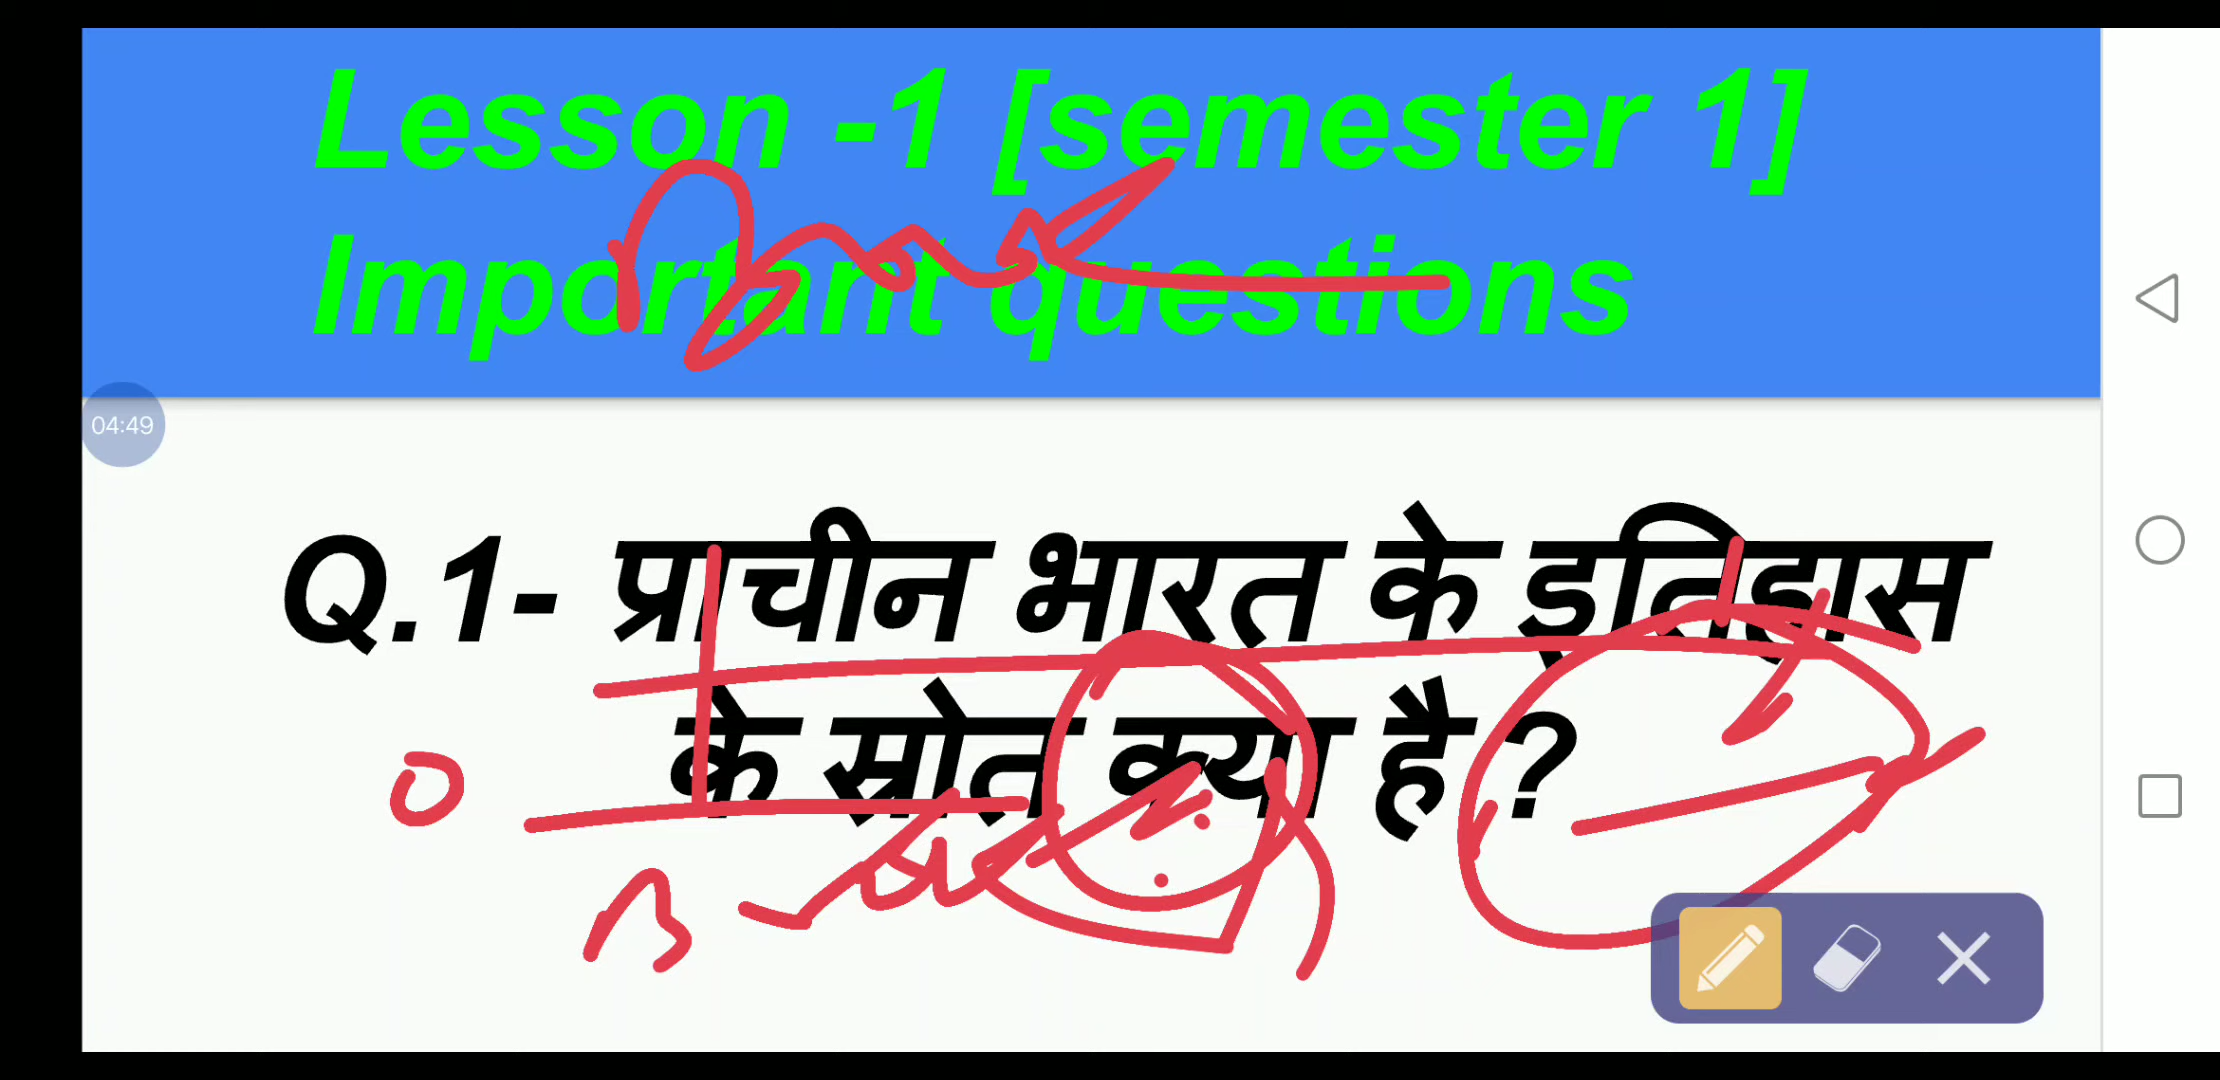 Lesson -1 [semester 1]
Important questions
04:49
Q.1- प्राचीन भारत के इतिहास
के स्रोत क्या है ?